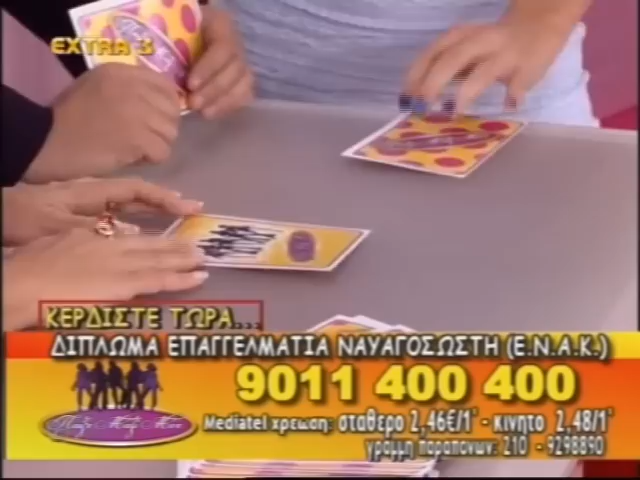 EXTRA 3
ΚΕΡΔΙΣΤΕ ΤΩΡΑ...
ΔΙΠΛΩΜΑ ΕΠΑΓΓΕΛΜΑΤΙΑ ΝΑΥΑΓΟΣΩΣΤΗ (Ε.Ν.Α.Κ.)
9011 400 400
Mediatel χρεωση: σταθερο 2,46€/1' - κινητο 2,48/1'
γραμμη παραπονων: 210 - 9298890